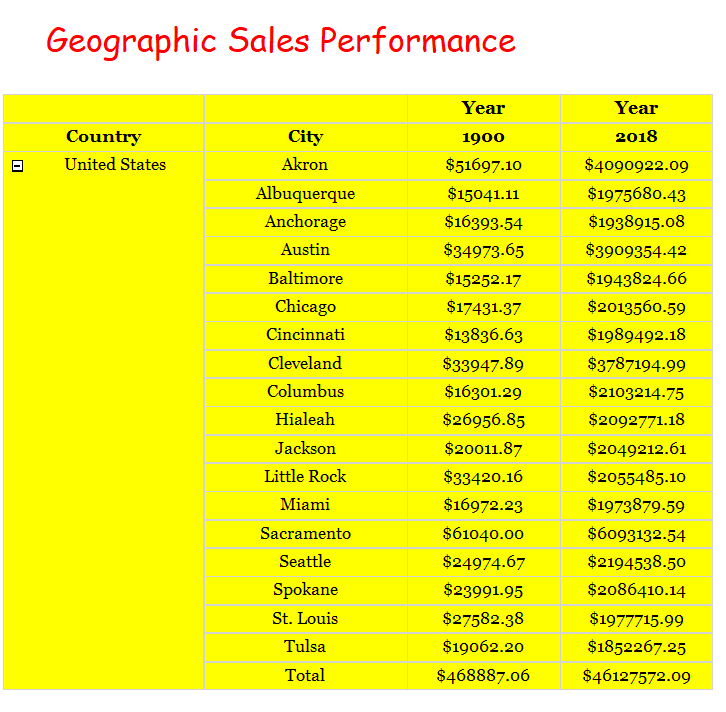 Geographic Sales Performance
Year Year
Country City 1900 2018
United States Akron $51697.10 $4090922.09
Albuquerque $15041.11 $1975680.43
Anchorage $16393.54 $1938915.08
Austin $34973.65 $3909354.42
Baltimore $15252.17 $1943824.66
Chicago $17431.37 $2013560.59
Cincinnati $13836.63 $1989492.18
Cleveland $33947.89 $3787194.99
Columbus $16301.29 $2103214.75
Hialeah $26956.85 $2092771.18
Jackson $20011.87 $2049212.61
Little Rock $33420.16 $2055485.10
Miami $16972.23 $1973879.59
Sacramento $61040.00 $6093132.54
Seattle $24974.67 $2194538.50
Spokane $23991.95 $2086410.14
St. Louis $27582.38 $1977715.99
Tulsa $19062.20 $1852267.25
Total $468887.06 $46127572.09